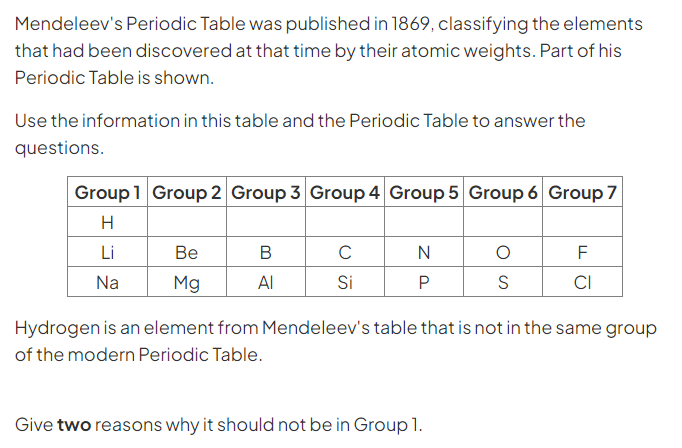 Mendeleev's Periodic Table was published in 1869, classifying the elements
that had been discovered at that time by their atomic weights. Part of his
Periodic Table is shown.
Use the information in this table and the Periodic Table to answer the
questions.
Group 1 Group 2 Group 3 Group 4 Group 5 Group 6 Group 7
H
Li Be B C N O F
Na Mg Al Si P S Cl
Hydrogen is an element from Mendeleev's table that is not in the same group
of the modern Periodic Table.
Give two reasons why it should not be in Group 1.